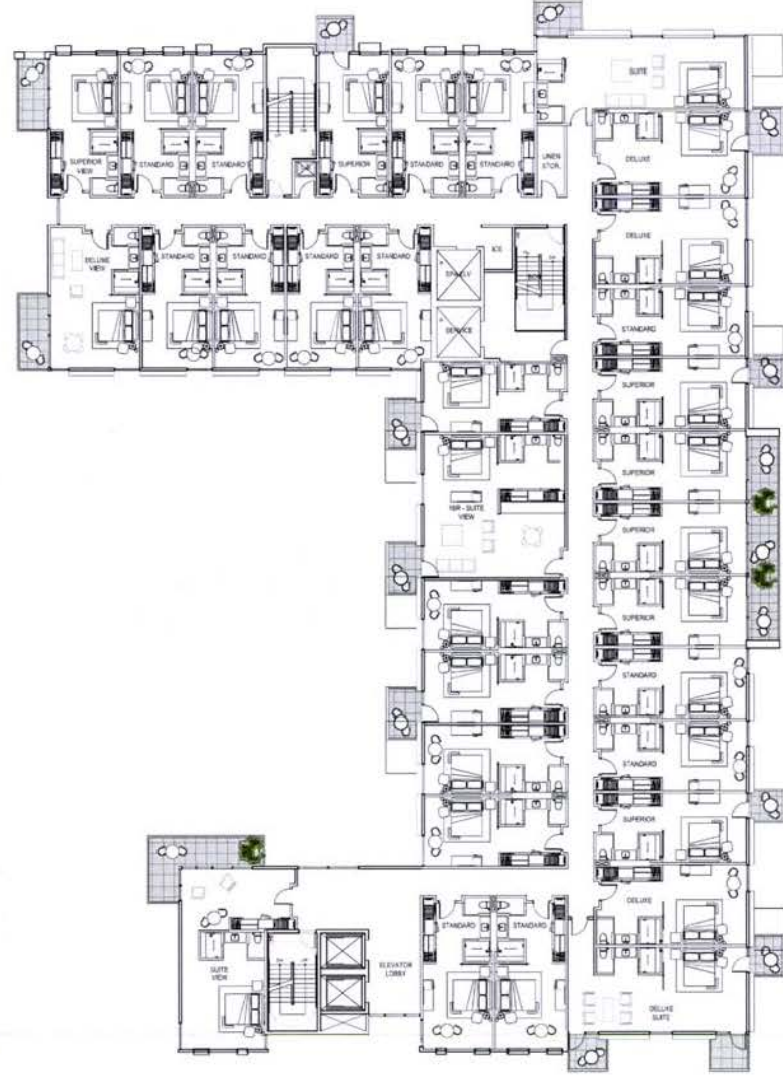 SUITE
SUPERIOR
VIEW
STANDARD
STANDARD
SUPERIOR
STANDARD
STANDARD
LINEN
STOR.
DELUXE
DELUXE
VIEW
STANDARD
STANDARD
STANDARD
STANDARD
ICE
DELUXE
SERVICE
STANDARD
SUPERIOR
SUPERIOR
1BR - SUITE
VIEW
SUPERIOR
SUPERIOR
STANDARD
STANDARD
SUPERIOR
DELUXE
STANDARD
STANDARD
SUITE
VIEW
ELEVATOR
LOBBY
DELUXE
SUITE